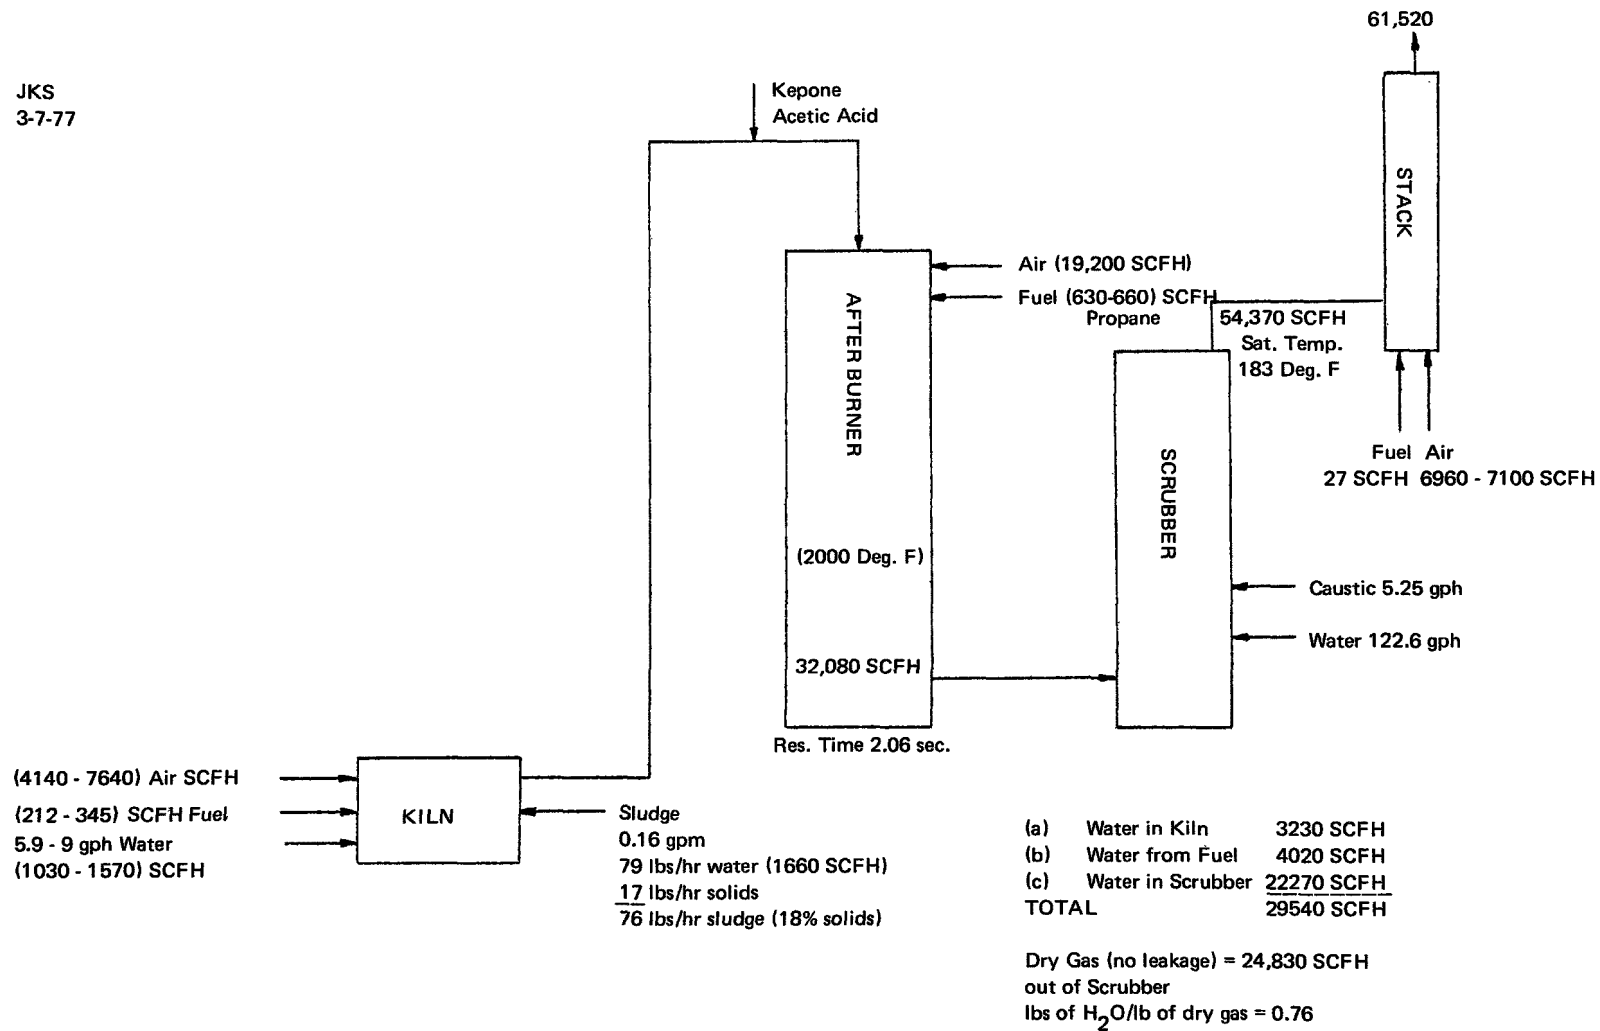 61,520
JKS
3-7-77
Kepone
Acetic Acid
STACK
Air (19,200 SCFH)
Fuel (630-660) SCFH
Propane
54,370 SCFH
Sat. Temp.
183 Deg. F
AFTER BURNER
Fuel Air
27 SCFH 6960 - 7100 SCFH
SCRUBBER
(2000 Deg. F)
Caustic 5.25 gph
Water 122.6 gph
32,080 SCFH
Res. Time 2.06 sec.
(4140 - 7640) Air SCFH
(212 - 345) SCFH Fuel
5.9 - 9 gph Water
(1030 - 1570) SCFH
KILN
Sludge
0.16 gpm
79 lbs/hr water (1660 SCFH)
17 lbs/hr solids
76 lbs/hr sludge (18% solids)
(a) Water in Kiln 3230 SCFH
(b) Water from Fuel 4020 SCFH
(c) Water in Scrubber 22270 SCFH
TOTAL 29540 SCFH
Dry Gas (no leakage) = 24,830 SCFH
out of Scrubber
lbs of H₂O/lb of dry gas = 0.76